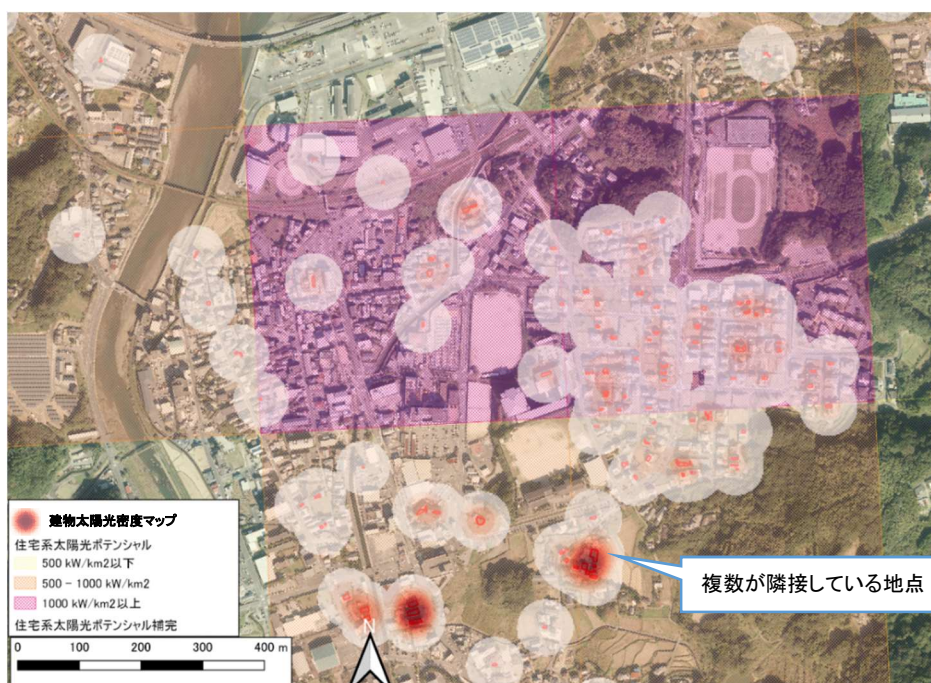 複数が隣接している地点
建物太陽光密度マップ
住宅系太陽光ポテンシャル
500 kW/km2以下
500 - 1000 kW/km2
1000 kW/km2以上
住宅系太陽光ポテンシャル補完
0 100 200 300 400 m
N